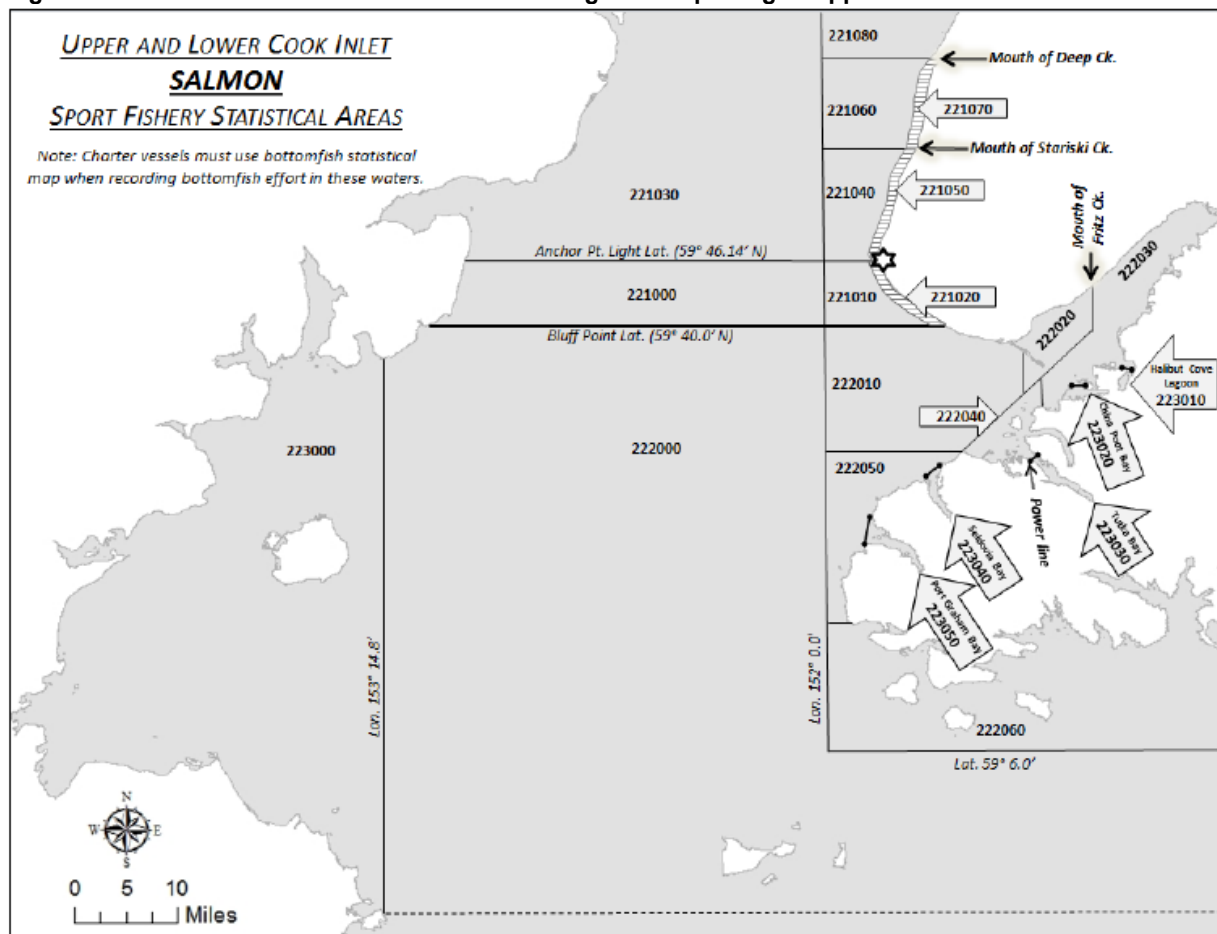 UPPER AND LOWER COOK INLET
SALMON
SPORT FISHERY STATISTICAL AREAS
Note: Charter vessels must use bottomfish statistical
map when recording bottomfish effort in these waters.
221080
Mouth of Deep Ck.
221060
221070
Mouth of Stariski Ck.
221030
221040
221050
Mouth of
Fritz Ck.
Anchor Pt. Light Lat. (59° 46.14' N)
222030
221000
221010
221020
Bluff Point Lat. (59° 40.0' N)
222020
222010
Halibut Cove
Lagoon
223010
222040
China Poot Bay
223020
223000
222000
222050
Power line
Tutka Bay
223030
Seldovia Bay
223040
Port Graham Bay
223050
Lon. 153° 14.8'
Lon. 152° 0.0'
222060
Lat. 59° 6.0'
N
W
E
S
0 5 10
Miles